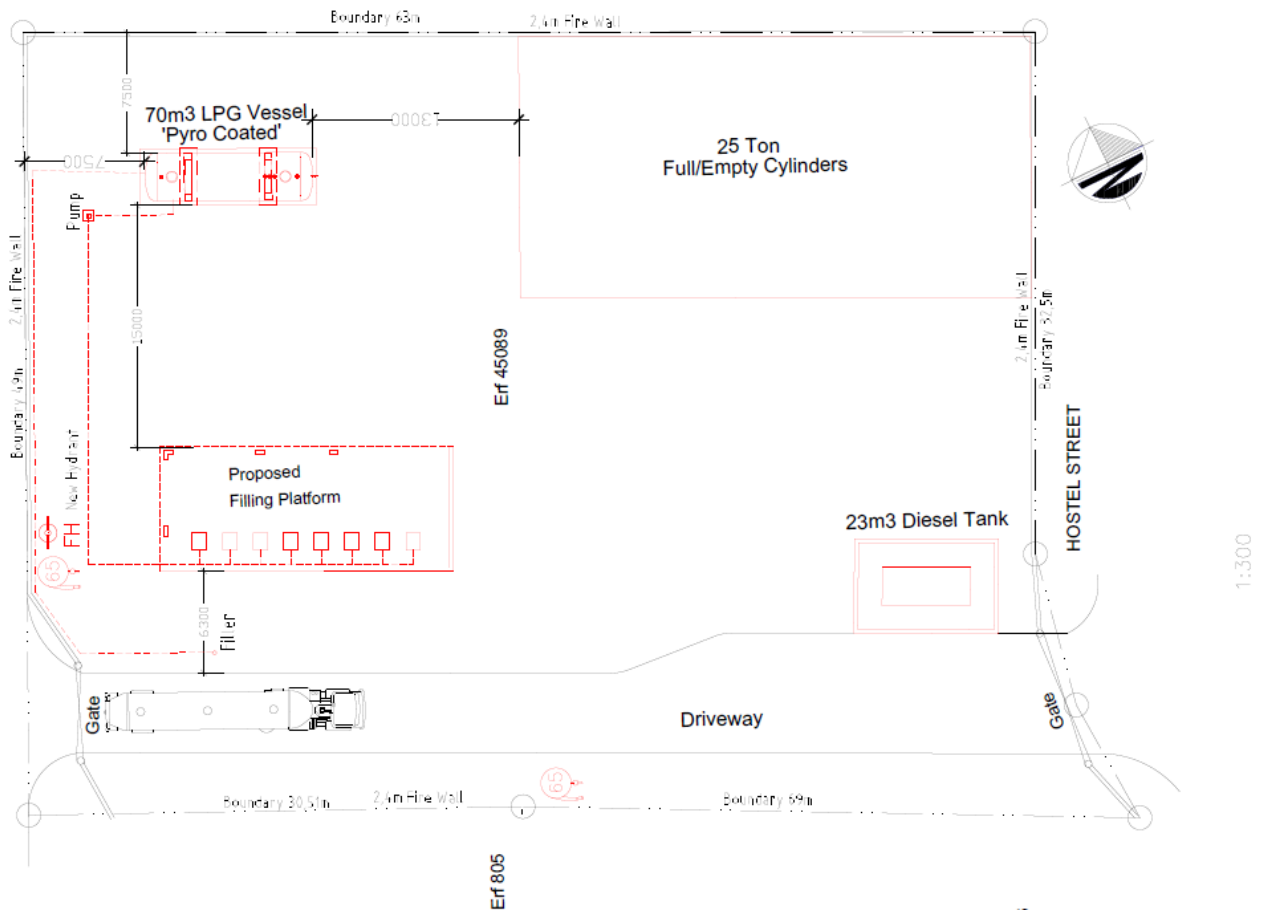 Boundary 63m
2,4m Fire Wall
7500
70m3 LPG Vessel
'Pyro Coated'
13000
7500
25 Ton
Full/Empty Cylinders
Pump
2,4m Fire Wall
Boundary 49m
15000
Erf 45089
2,4m Fire Wall
Boundary 32,5m
HOSTEL STREET
1:300
New Hydrant
FH
65
Proposed
Filling Platform
23m3 Diesel Tank
6300
Filler
Gate
Driveway
Gate
65
Boundary 30,51m
2,4m Fire Wall
Boundary 69m
Erf 805